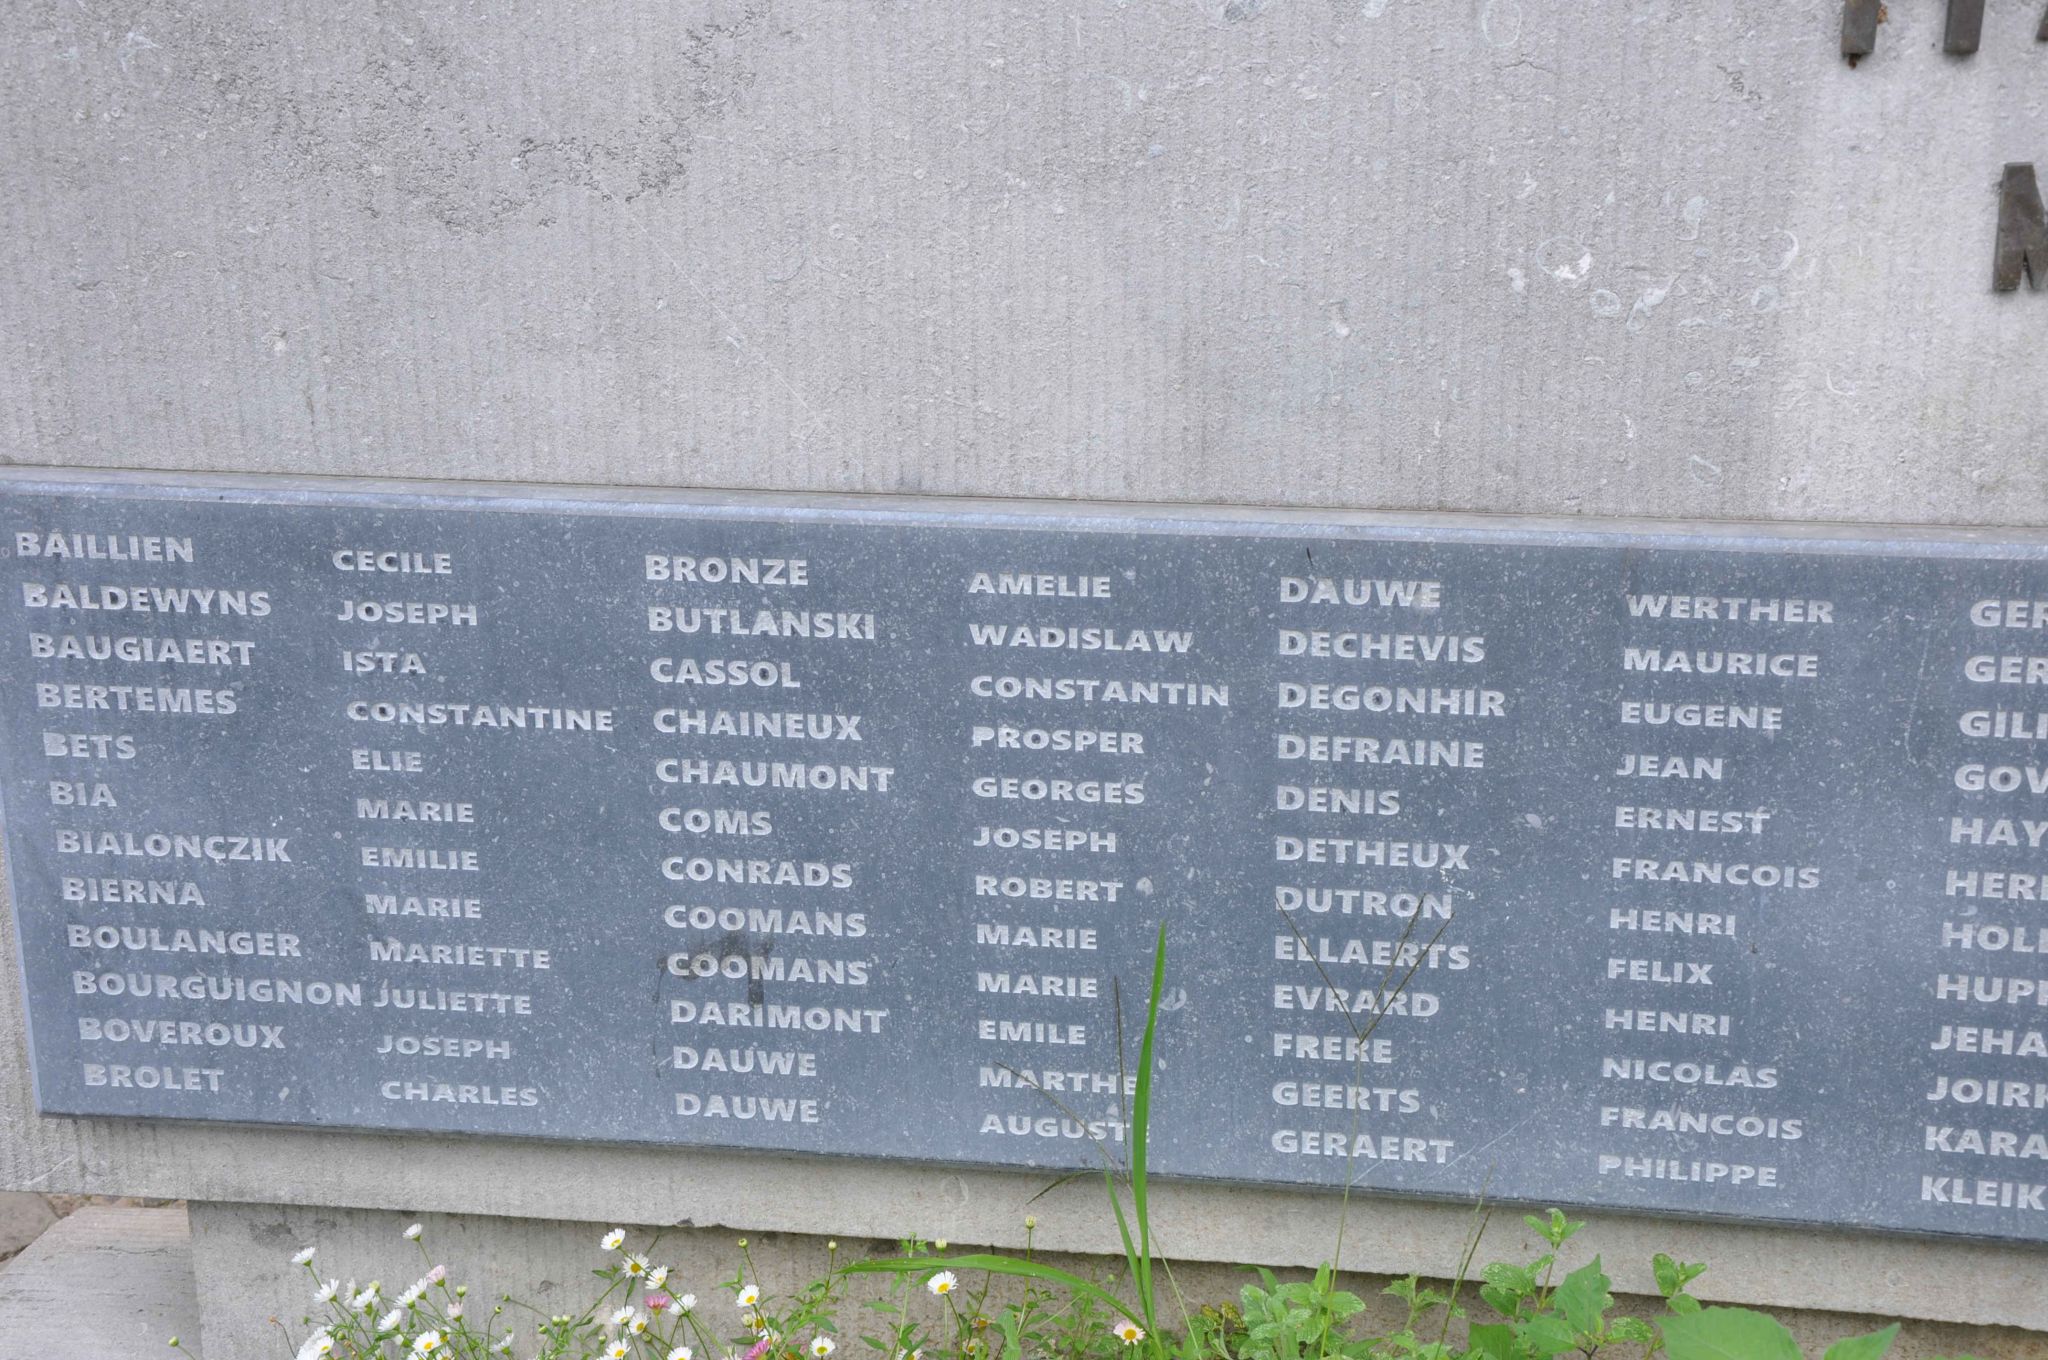 BAILLIEN CECILE
BALDEWYNS JOSEPH
BAUGIAERT ISTA
BERTEMES CONSTANTINE
BETS ELIE
BIA MARIE
BIALONCZIK EMILIE
BIERNA MARIE
BOULANGER MARIETTE
BOURGUIGNON JULIETTE
BOVEROUX JOSEPH
BROLET CHARLES
BRONZE AMELIE
BUTLANSKI WADISLAW
CASSOL CONSTANTIN
CHAINEUX PROSPER
CHAUMONT GEORGES
COMS JOSEPH
CONRADS ROBERT
COOMANS MARIE
COOMANS MARIE
DARIMONT EMILE
DAUWE MARTHE
DAUWE AUGUSTE
DAUWE WERTHER
DECHEVIS MAURICE
DEGONHIR EUGENE
DEFRAINE JEAN
DENIS ERNEST
DETHEUX FRANCOIS
DUTRON HENRI
ELLAERTS FELIX
EVRARD HENRI
FRERE NICOLAS
GEERTS FRANCOIS
GERAERT PHILIPPE